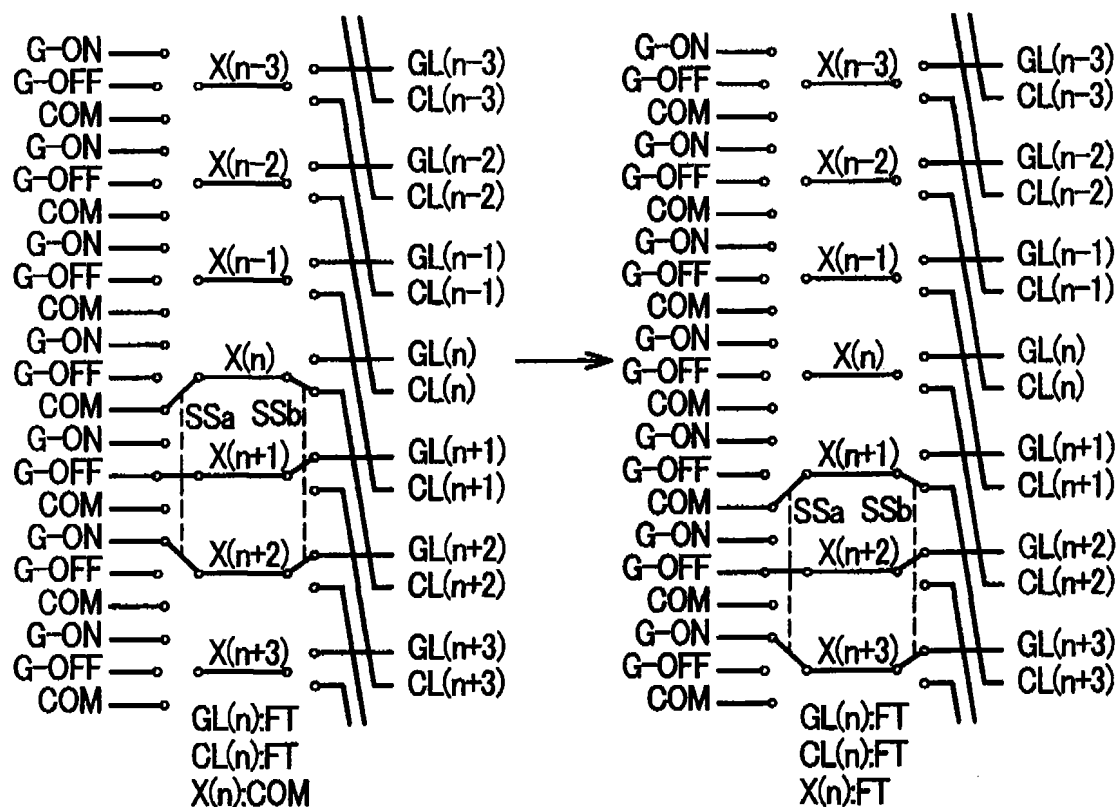 G-ON
G-OFF
COM
G-ON
G-OFF
COM
G-ON
G-OFF
COM
G-ON
G-OFF
COM
G-ON
G-OFF
COM
G-ON
G-OFF
COM
G-ON
G-OFF
COM
X(n-3)
X(n-2)
X(n-1)
X(n)
SSa SSb
X(n+1)
X(n+2)
X(n+3)
GL(n-3)
CL(n-3)
GL(n-2)
CL(n-2)
GL(n-1)
CL(n-1)
GL(n)
CL(n)
GL(n+1)
CL(n+1)
GL(n+2)
CL(n+2)
GL(n+3)
CL(n+3)
GL(n):FT
CL(n):FT
X(n):COM
G-ON
G-OFF
COM
G-ON
G-OFF
COM
G-ON
G-OFF
COM
G-ON
G-OFF
COM
G-ON
G-OFF
COM
G-ON
G-OFF
COM
G-ON
G-OFF
COM
X(n-3)
X(n-2)
X(n-1)
X(n)
X(n+1)
SSa SSb
X(n+2)
X(n+3)
GL(n-3)
CL(n-3)
GL(n-2)
CL(n-2)
GL(n-1)
CL(n-1)
GL(n)
CL(n)
GL(n+1)
CL(n+1)
GL(n+2)
CL(n+2)
GL(n+3)
CL(n+3)
GL(n):FT
CL(n):FT
X(n):FT